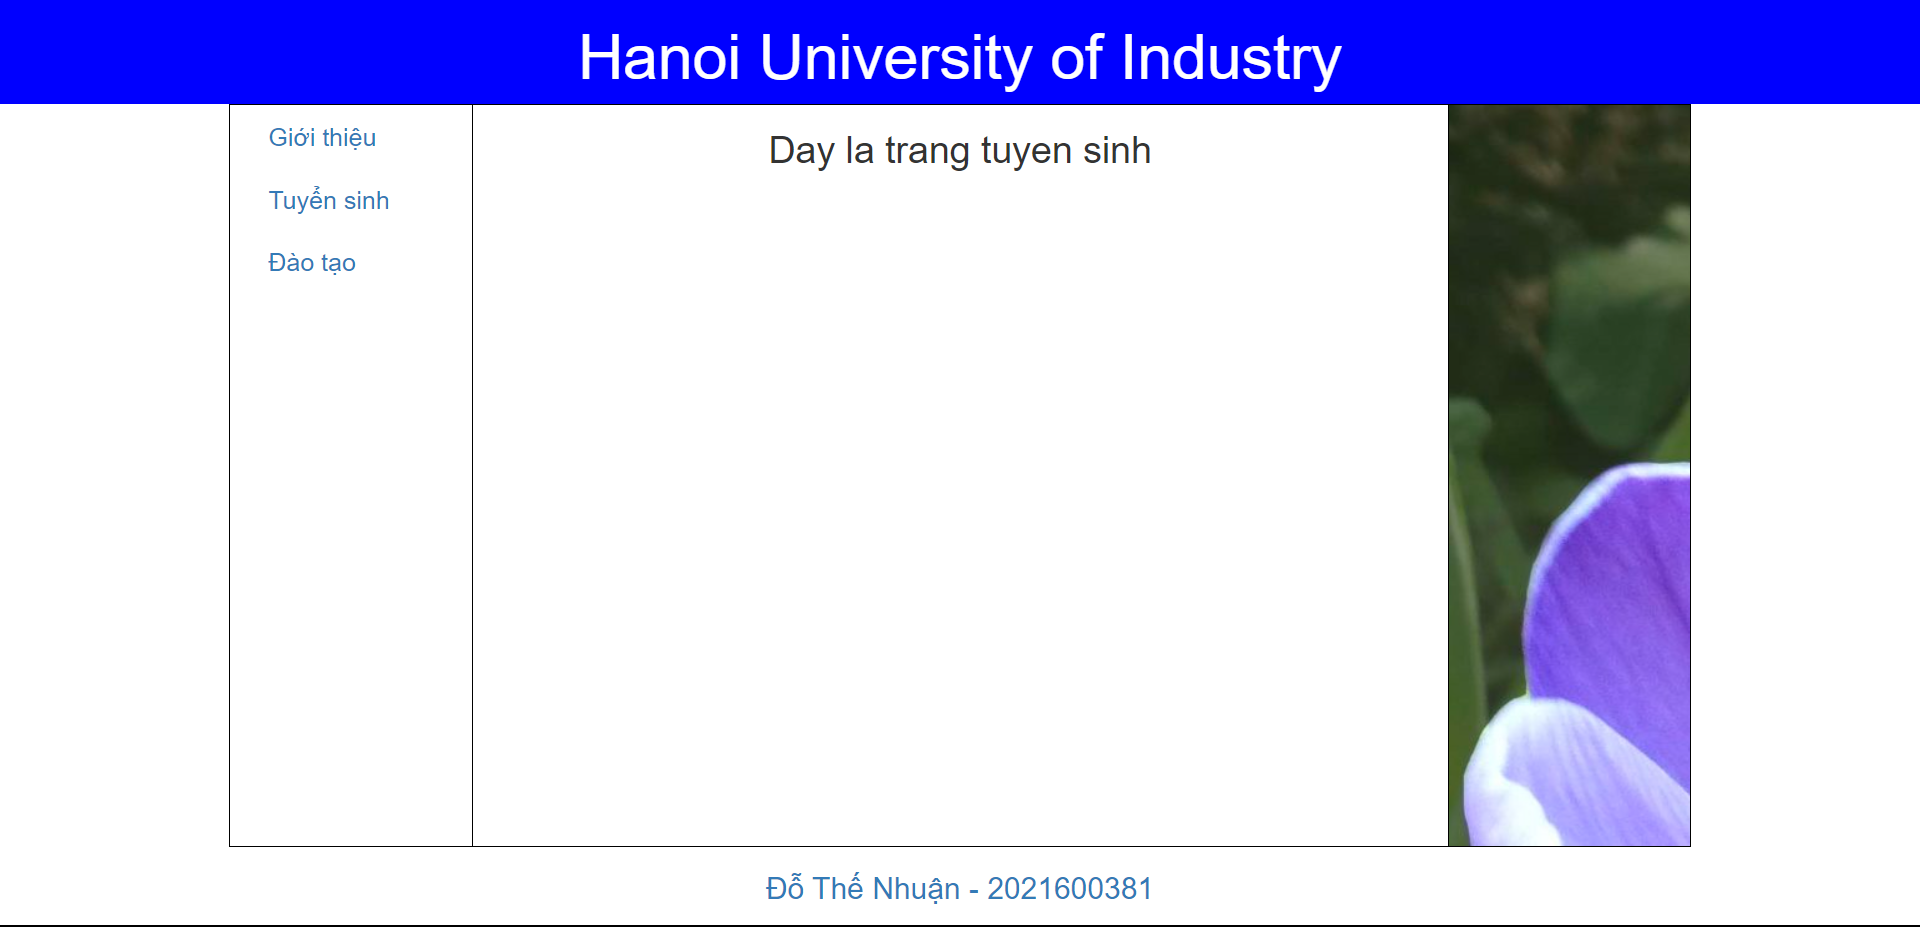 Hanoi University of Industry
Giới thiệu
Tuyển sinh
Đào tạo
Day la trang tuyen sinh
Đỗ Thế Nhuận - 2021600381